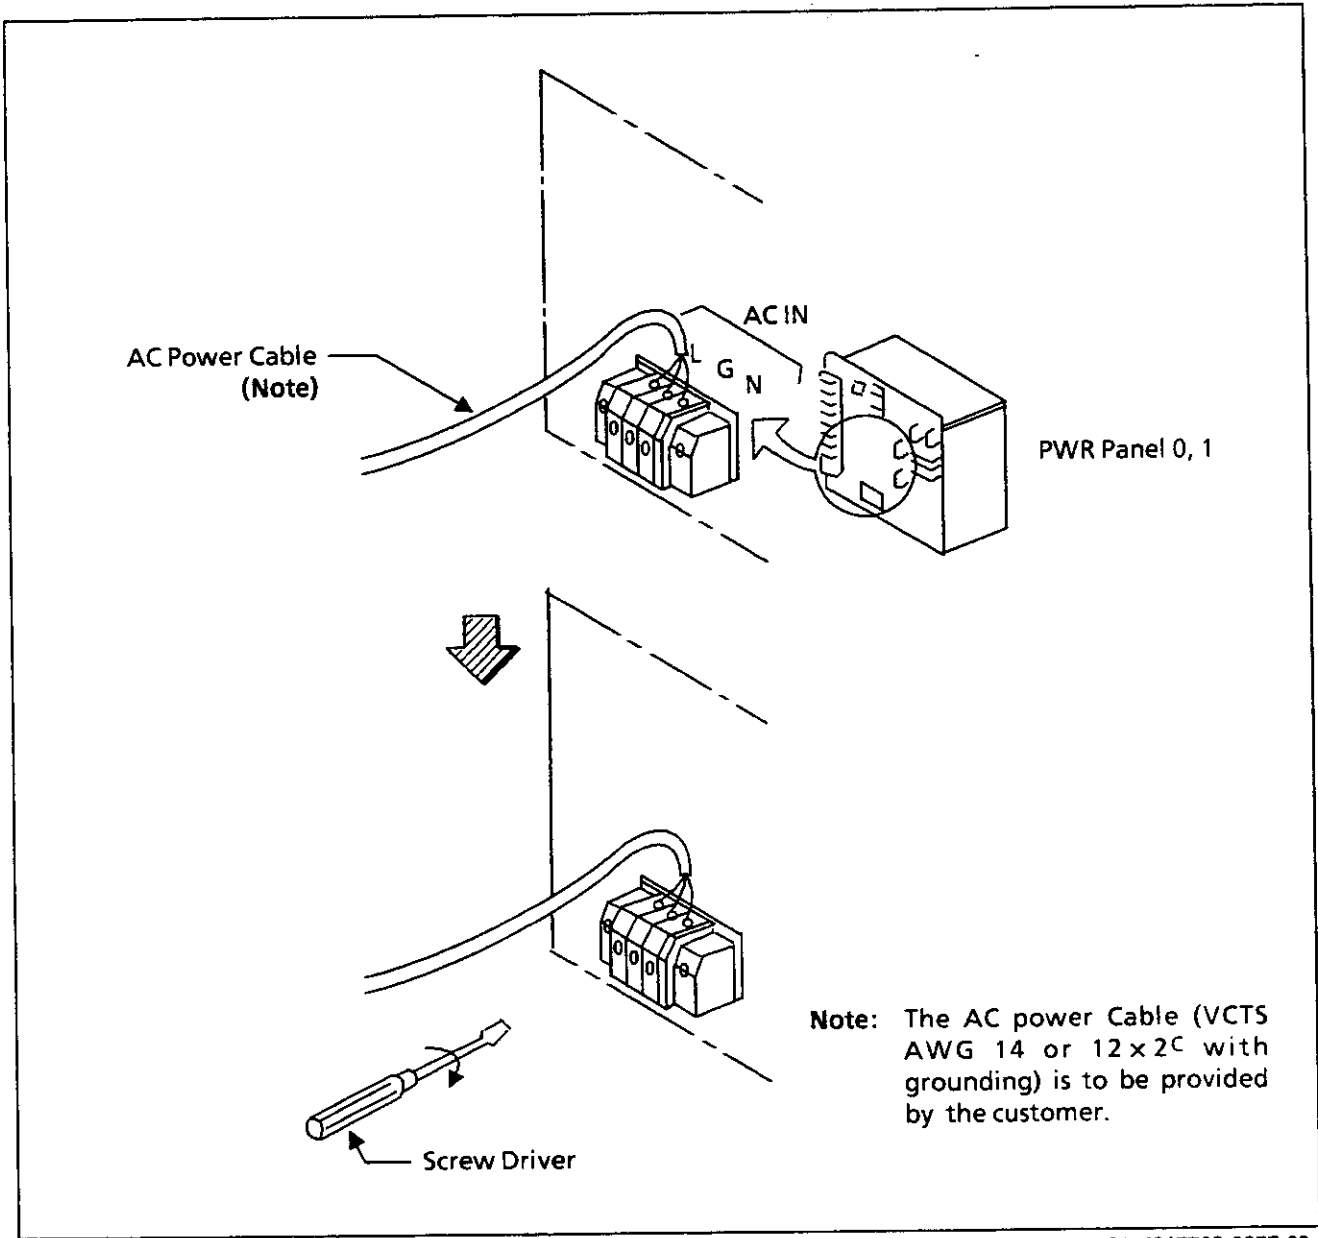 AC IN
L
G
N
AC Power Cable
(Note)
PWR Panel 0, 1
Note: The AC power Cable (VCTS
AWG 14 or 12 x 2C with
grounding) is to be provided
by the customer.
Screw Driver